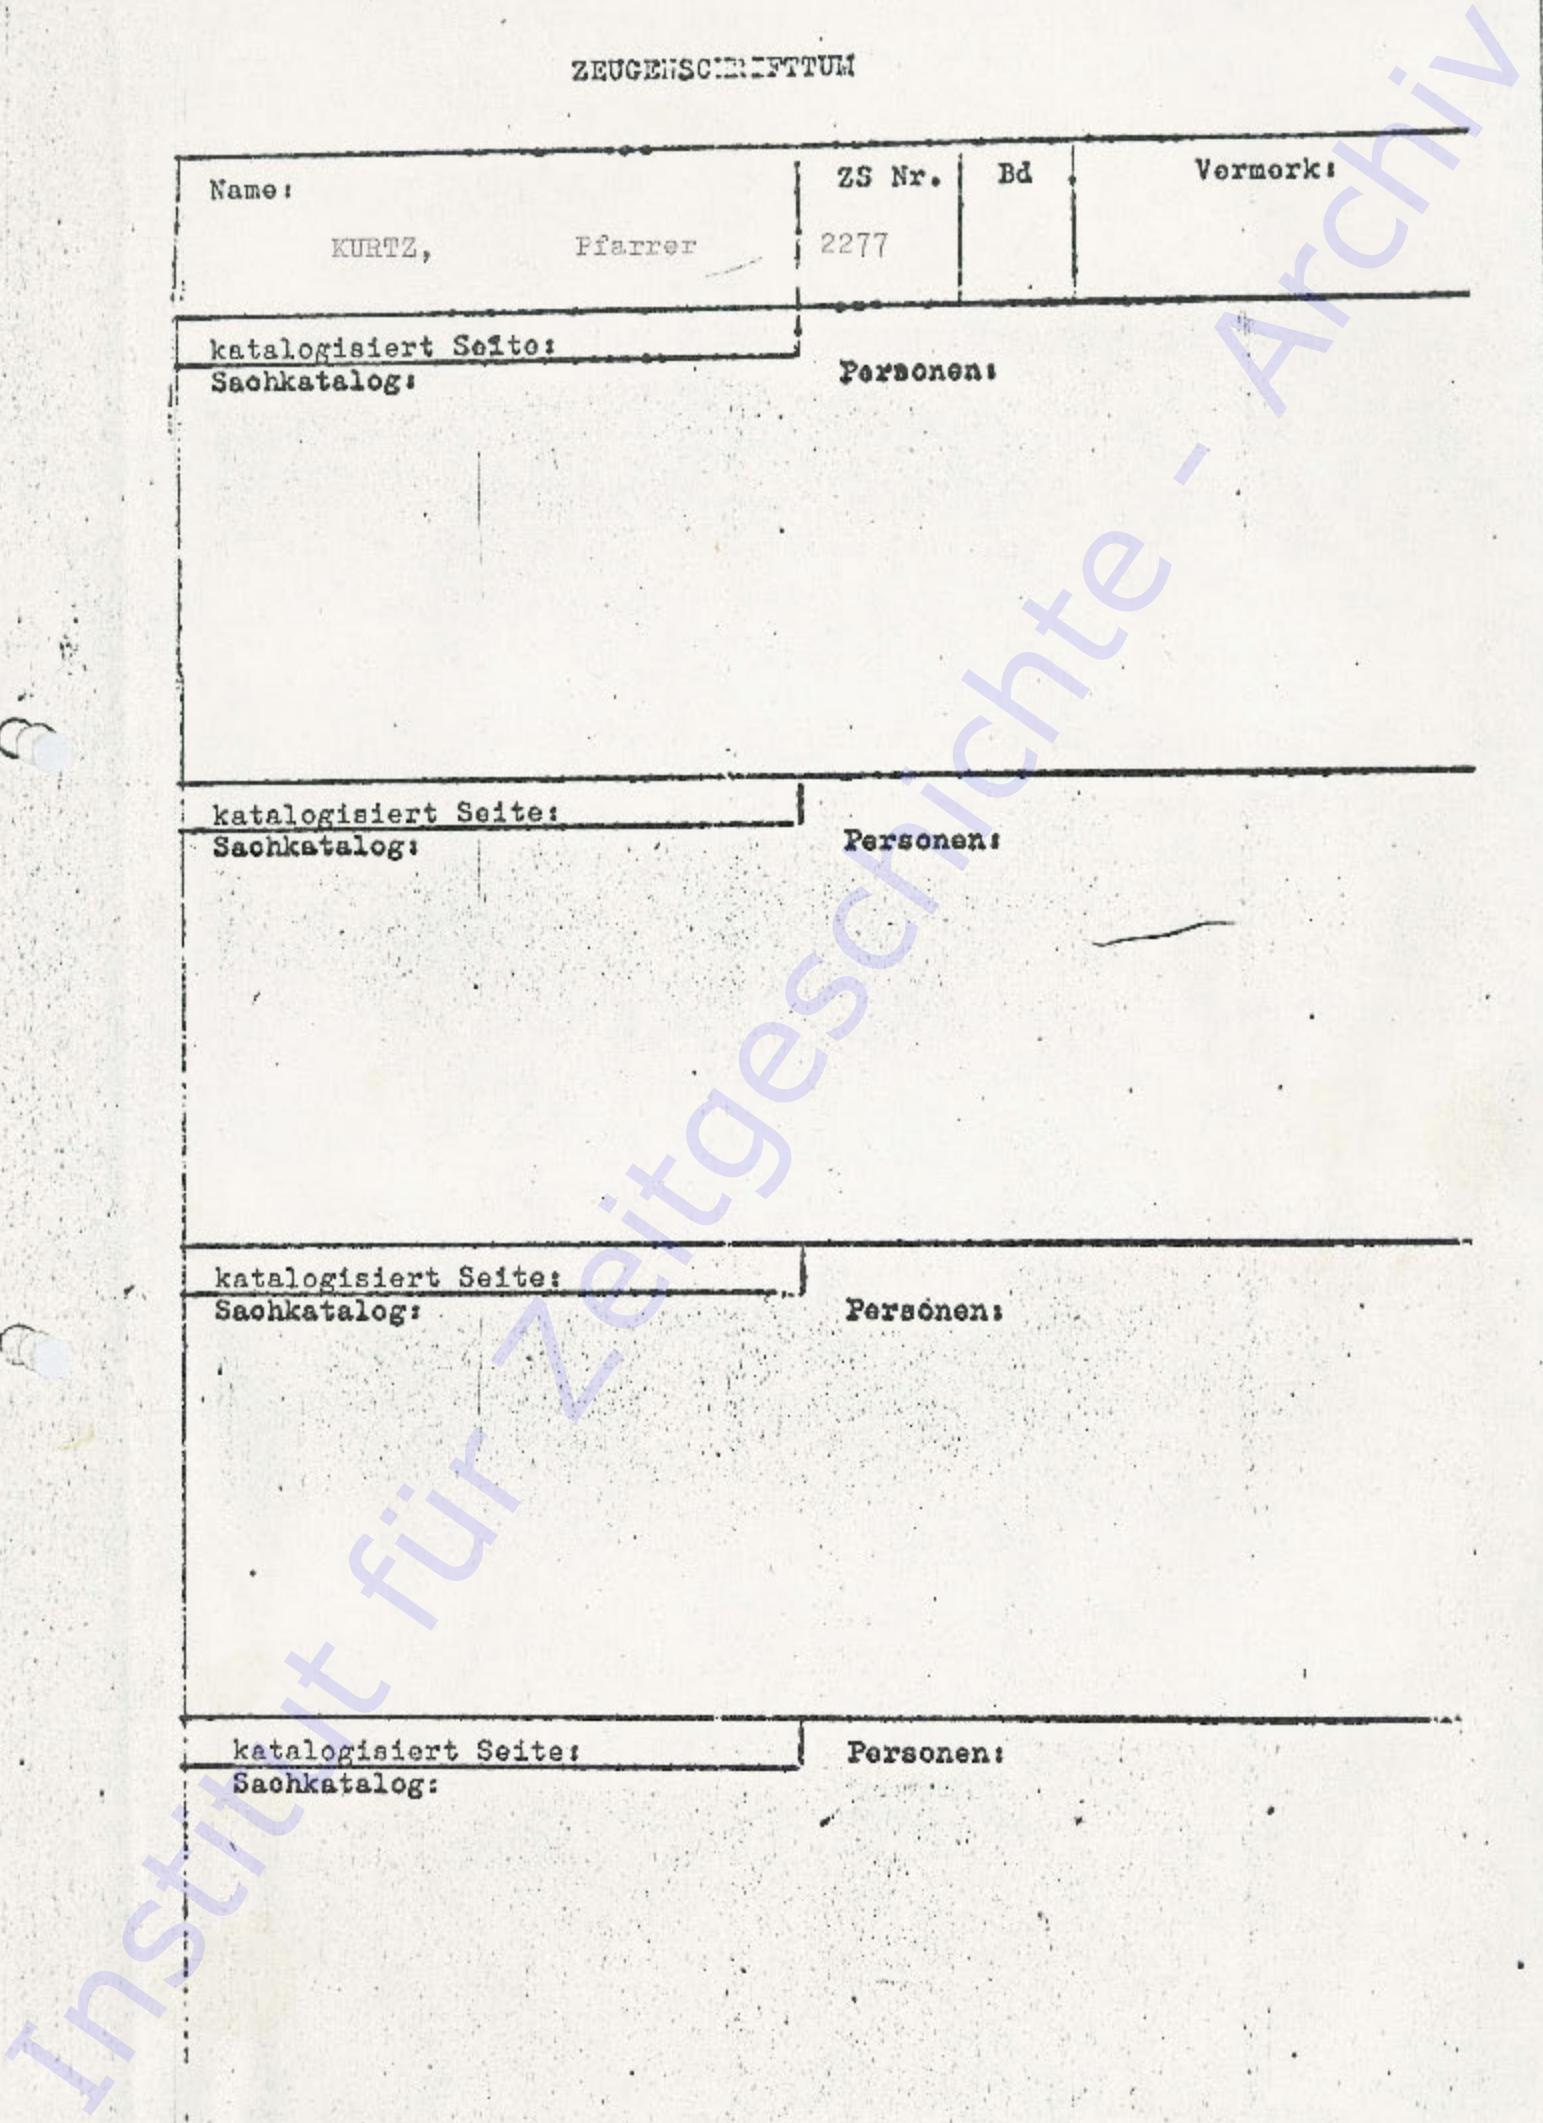 ZEUGENSCHRIFTTUM
Name: ZS Nr. Bd Vermerk:
KURTZ, Pfarrer 2277
katalogisiert Seite:
Sachkatalog: Personen:
katalogisiert Seite:
Sachkatalog: Personen:
katalogisiert Seite:
Sachkatalog: Personen:
katalogisiert Seite: Personen:
Sachkatalog:
Institut für Zeitgeschichte - Archiv